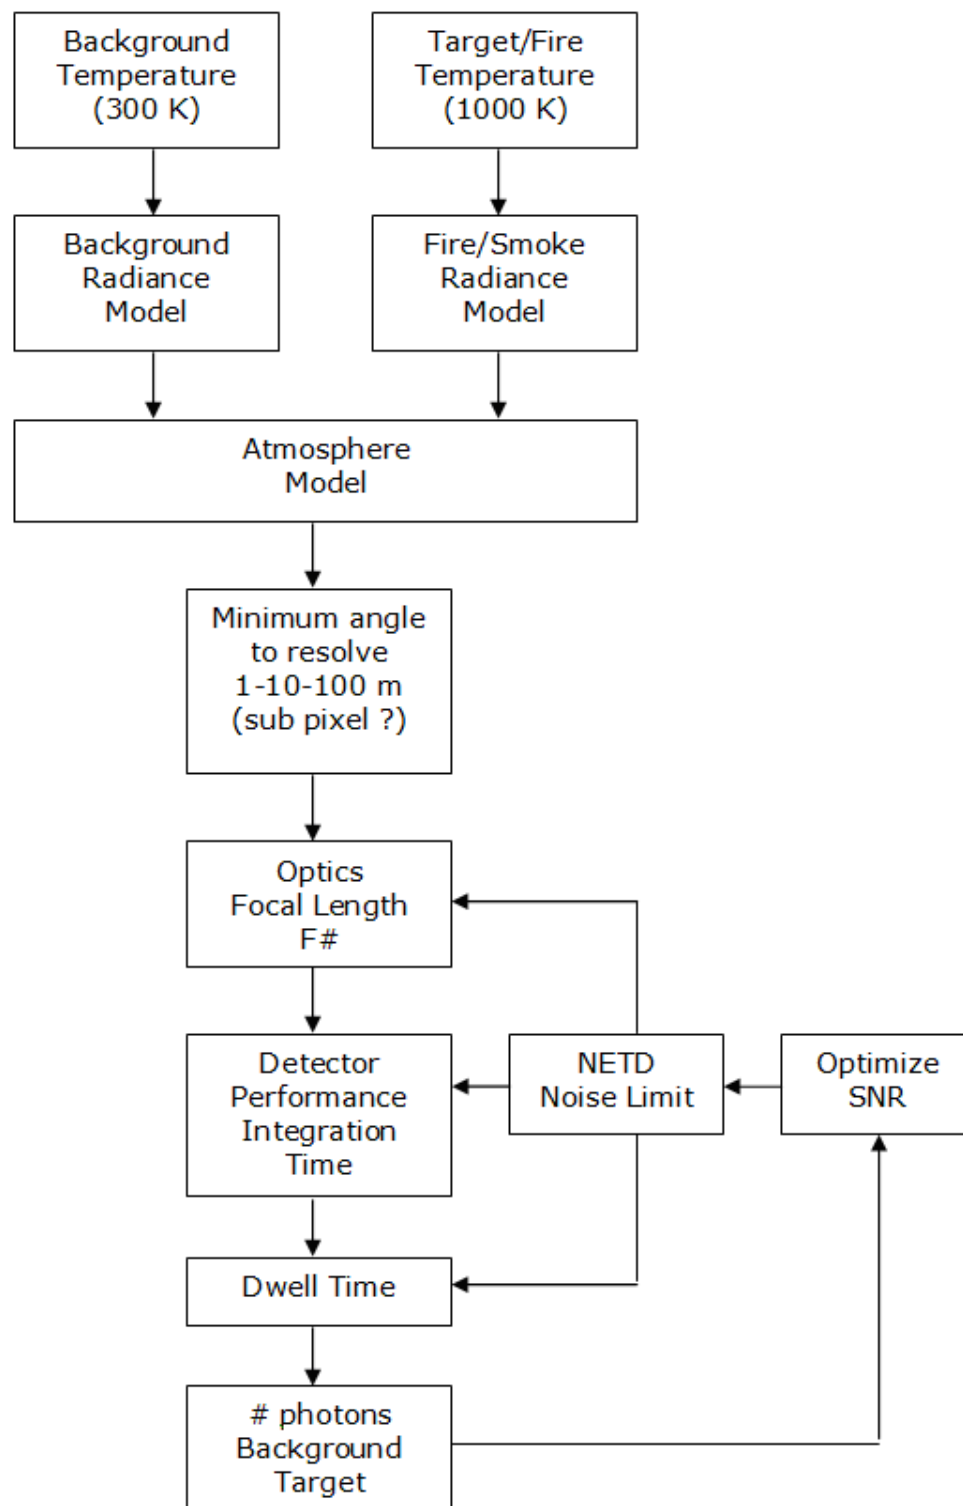 Background
Temperature
(300 K)
Target/Fire
Temperature
(1000 K)
Background
Radiance
Model
Fire/Smoke
Radiance
Model
Atmosphere
Model
Minimum angle
to resolve
1-10-100 m
(sub pixel ?)
Optics
Focal Length
F#
Detector
Performance
Integration
Time
NETD
Noise Limit
Optimize
SNR
Dwell Time
# photons
Background
Target